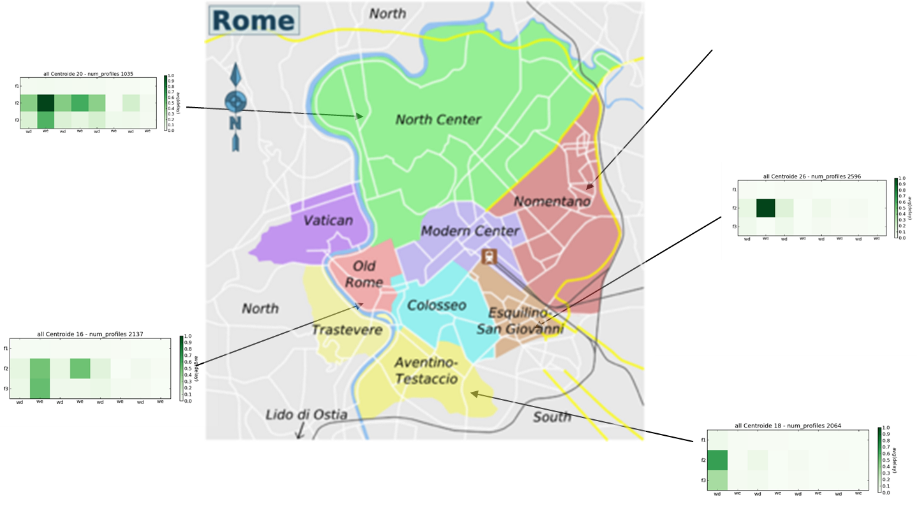 Rome
North
N
North Center
Nomentano
Vatican
Modern Center
Old
Rome
Colosseo
North
Trastevere
Esquilino-
San Giovanni
Aventino-
Testaccio
Lido di Ostia
South
all Centroide 20 - num_profiles 1035
f1
f2
f3
wd we wd we wd we wd we
1.0
0.9
0.8
0.7
0.6
0.5
0.4
0.3
0.2
0.1
0.0
avg(delay)
all Centroide 26 - num_profiles 2596
f1
f2
f3
wd we wd we wd we wd we
1.0
0.9
0.8
0.7
0.6
0.5
0.4
0.3
0.2
0.1
0.0
avg(delay)
all Centroide 16 - num_profiles 2137
f1
f2
f3
wd we wd we wd we wd we
1.0
0.9
0.8
0.7
0.6
0.5
0.4
0.3
0.2
0.1
0.0
avg(delay)
all Centroide 18 - num_profiles 2064
f1
f2
f3
wd we wd we wd we wd we
1.0
0.9
0.8
0.7
0.6
0.5
0.4
0.3
0.2
0.1
0.0
avg(delay)